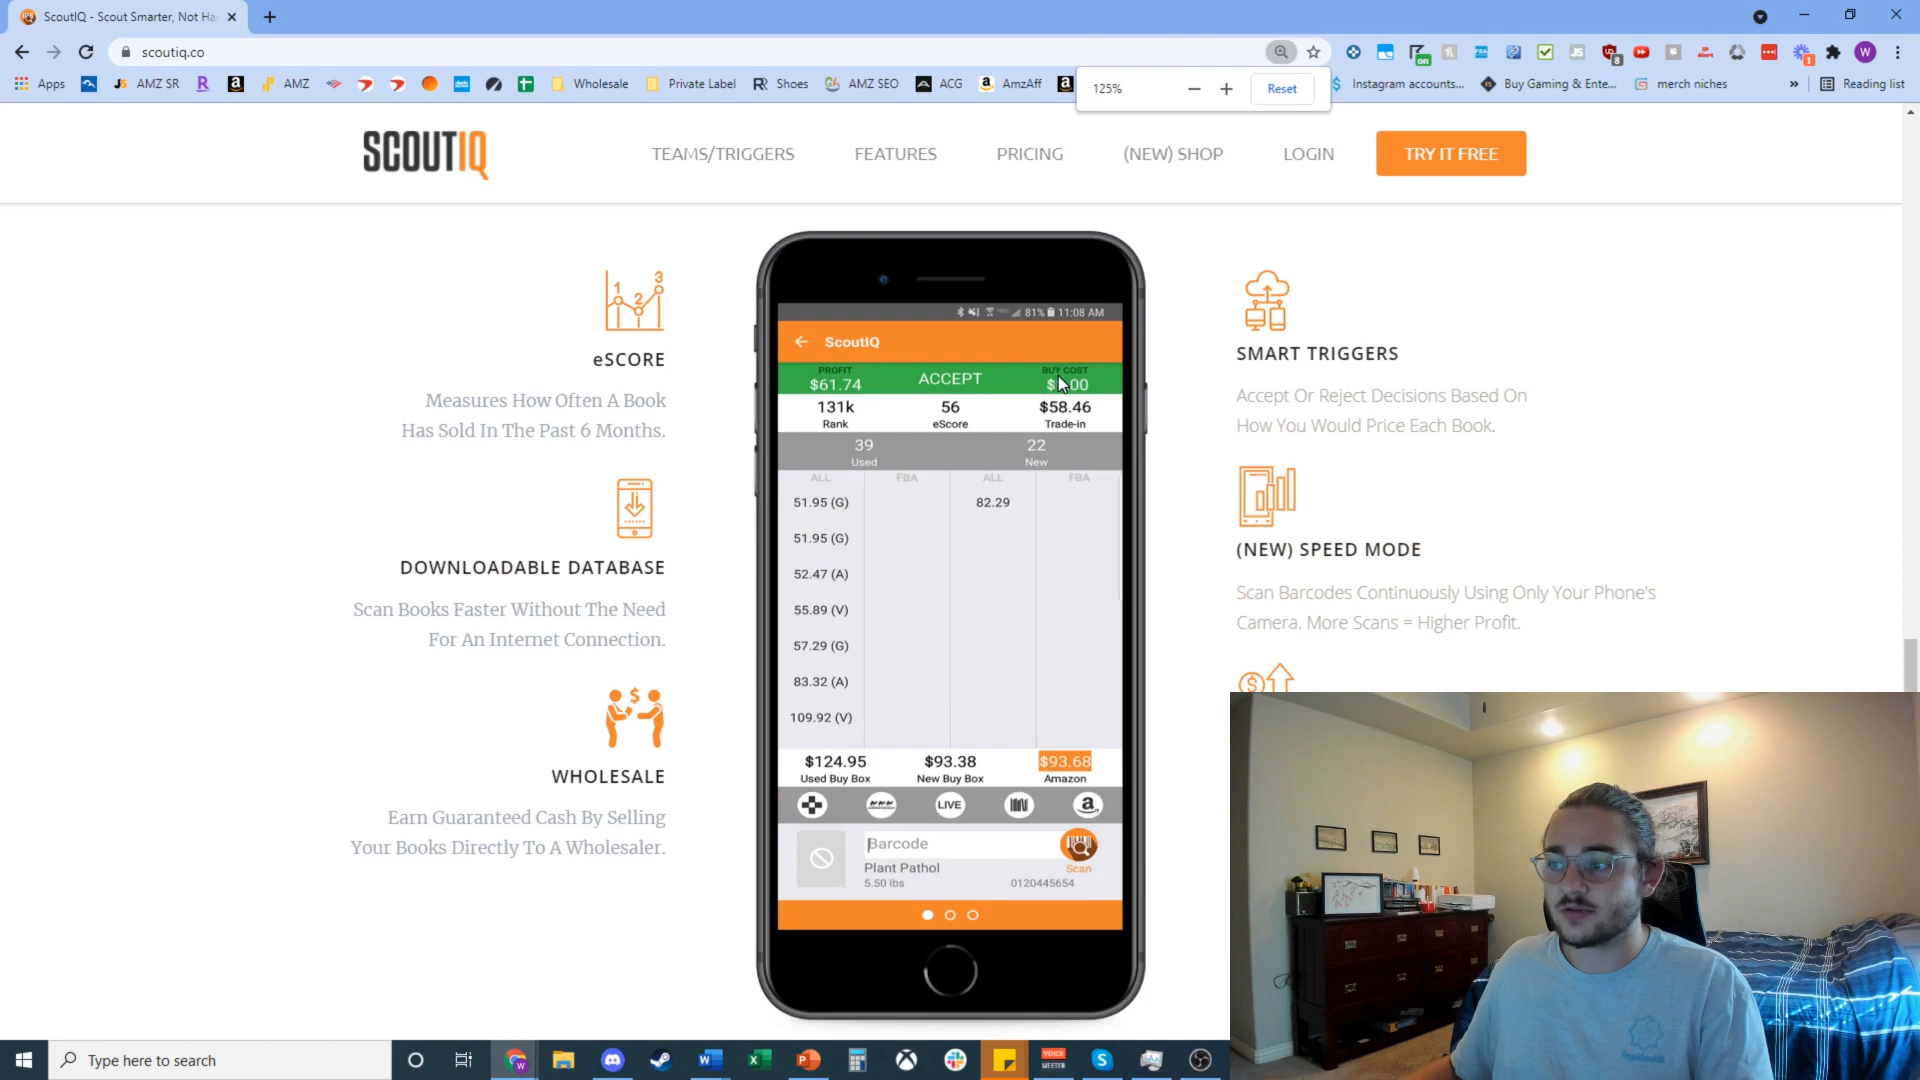 ScoutIQ - Scout Smarter, Not Ha
scoutiq.co
Apps
AMZ SR
AMZ
Wholesale
Private Label
Shoes
AMZ SEO
ACG
AmzAff
125%
Reset
Instagram accounts...
Buy Gaming & Ente...
merch niches
Reading list
SCOUTIQ
TEAMS/TRIGGERS
FEATURES
PRICING
(NEW) SHOP
LOGIN
TRY IT FREE
eSCORE
Measures How Often A Book
Has Sold In The Past 6 Months.
DOWNLOADABLE DATABASE
Scan Books Faster Without The Need
For An Internet Connection.
WHOLESALE
Earn Guaranteed Cash By Selling
Your Books Directly To A Wholesaler.
81% 11:08 AM
ScoutIQ
PROFIT
$61.74
ACCEPT
BUY COST
131k
Rank
56
eScore
$58.46
Trade-in
39
Used
22
New
ALL FBA ALL FBA
51.95 (G) 82.29
51.95 (G)
52.47 (A)
55.89 (V)
57.29 (G)
83.32 (A)
109.92 (V)
$124.95
Used Buy Box
$93.38
New Buy Box
$93.68
Amazon
LIVE
Barcode
Scan
Plant Pathol
5.50 lbs
0120445654
SMART TRIGGERS
Accept Or Reject Decisions Based On
How You Would Price Each Book.
(NEW) SPEED MODE
Scan Barcodes Continuously Using Only Your Phone's
Camera. More Scans = Higher Profit.
Type here to search